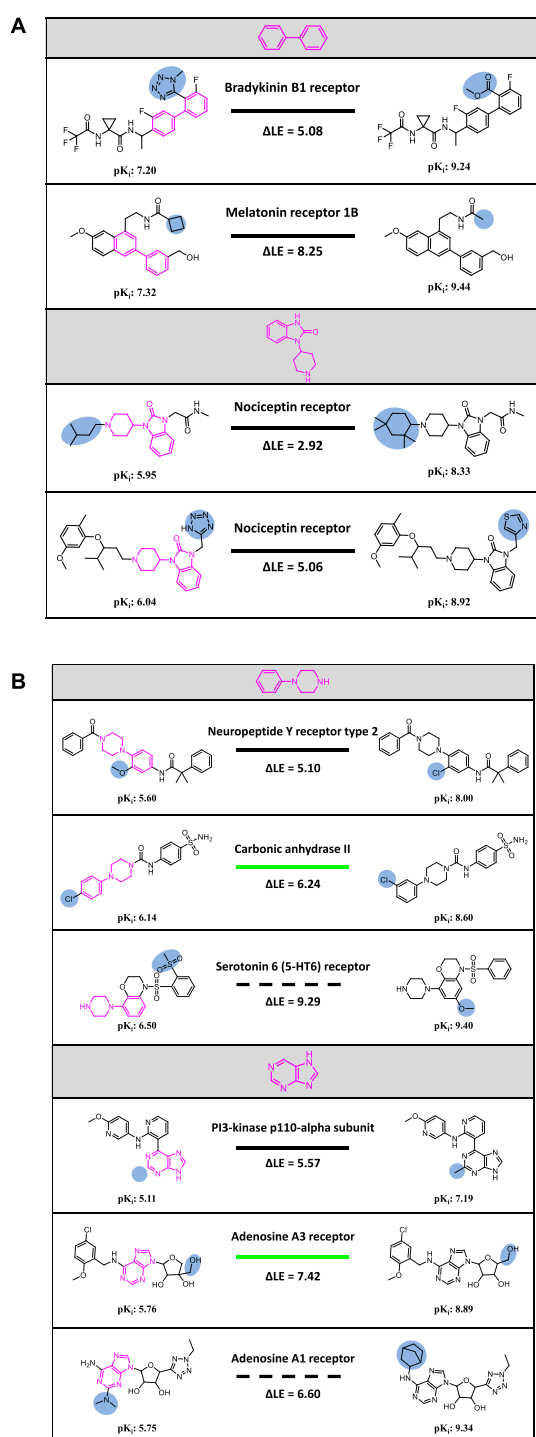 A
Bradykinin B1 receptor
ΔLE = 5.08
pKi: 7.20
pKi: 9.24
Melatonin receptor 1B
ΔLE = 8.25
pKi: 7.32
pKi: 9.44
Nociceptin receptor
ΔLE = 2.92
pKi: 5.95
pKi: 8.33
Nociceptin receptor
ΔLE = 5.06
pKi: 6.04
pKi: 8.92
B
Neuropeptide Y receptor type 2
ΔLE = 5.10
pKi: 5.60
pKi: 8.00
Carbonic anhydrase II
ΔLE = 6.24
pKi: 6.14
pKi: 8.60
Serotonin 6 (5-HT6) receptor
ΔLE = 9.29
pKi: 6.50
pKi: 9.40
PI3-kinase p110-alpha subunit
ΔLE = 5.57
pKi: 5.11
pKi: 7.19
Adenosine A3 receptor
ΔLE = 7.42
pKi: 5.76
pKi: 8.89
Adenosine A1 receptor
ΔLE = 6.60
pKi: 5.75
pKi: 9.34